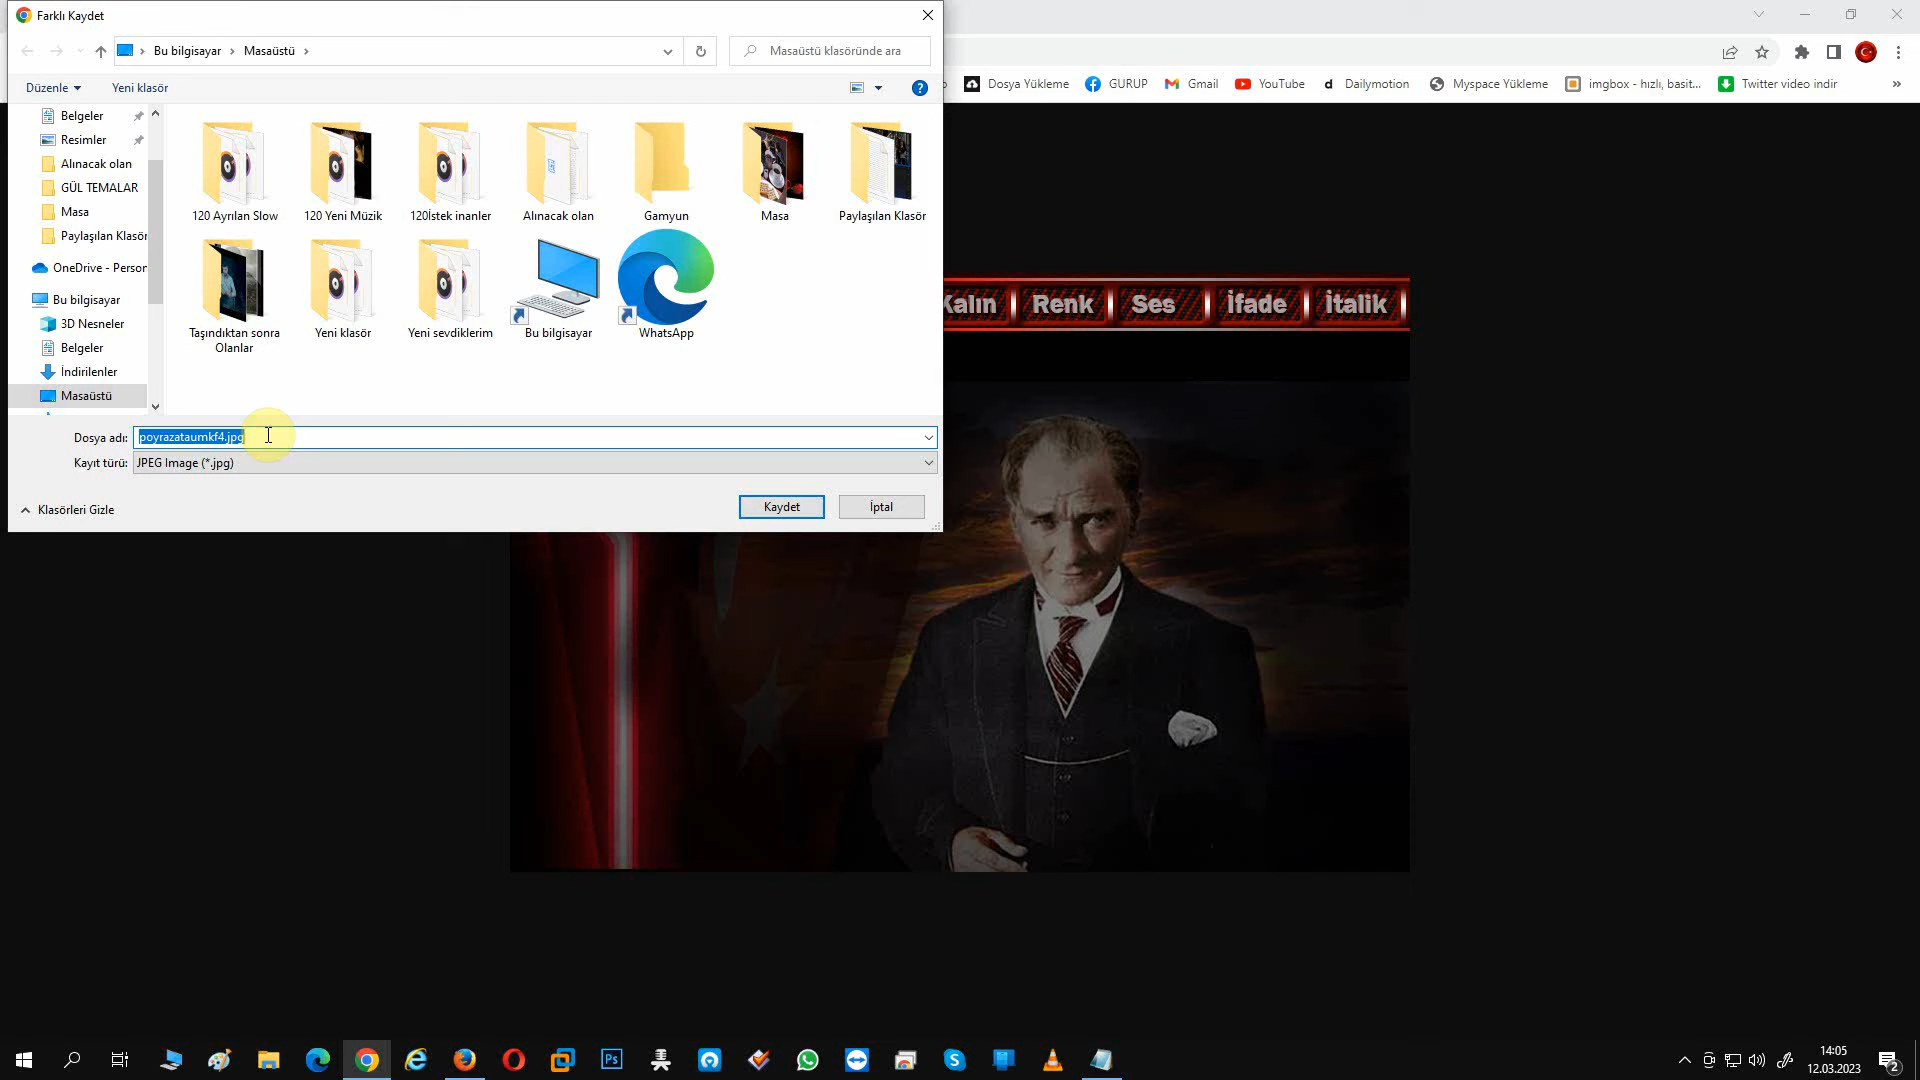 Farklı Kaydet
Bu bilgisayar
Masaüstü
Masaüstü klasöründe ara
Düzenle
Yeni klasör
Dosya Yükleme
GURUP
Gmail
YouTube
Dailymotion
Myspace Yükleme
imgbox - hızlı, basit...
Twitter video indir
Belgeler
Resimler
Alınacak olan
GÜL TEMALAR
Masa
Paylaşılan Klasör
OneDrive - Person
Bu bilgisayar
3D Nesneler
Belgeler
İndirilenler
Masaüstü
120 Ayrılan Slow
120 Yeni Müzik
120İstek inanler
Alınacak olan
Gamyun
Masa
Paylaşılan Klasör
Taşındıktan sonra
Olanlar
Yeni klasör
Yeni sevdiklerim
Bu bilgisayar
WhatsApp
Kalın
Renk
Ses
İfade
İtalik
Dosya adı:
poyrazataumkf4.jpg
Kayıt türü:
JPEG Image (*.jpg)
Klasörleri Gizle
Kaydet
İptal
Ps
14:05
12.03.2023
2